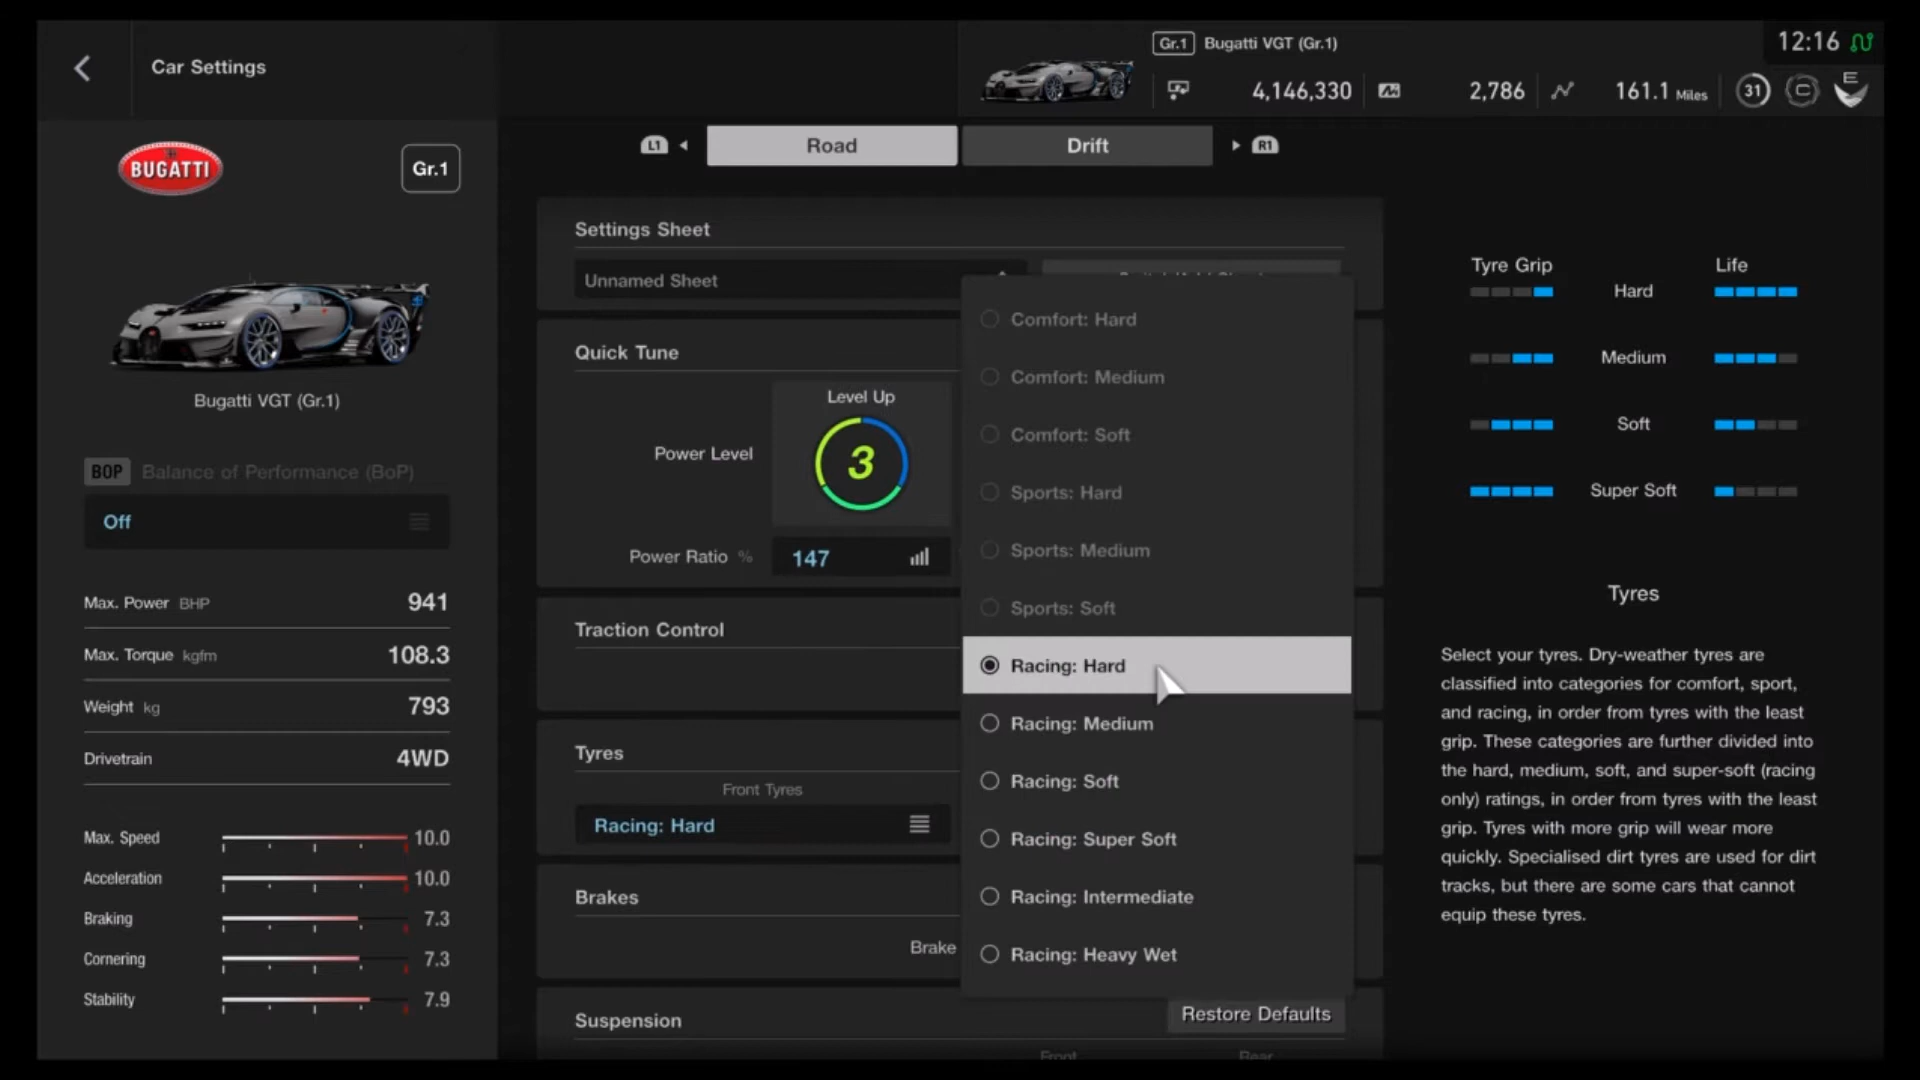 Car Settings
Gr.1 Bugatti VGT (Gr.1)
12:16
4,146,330
2,786
161.1 Miles
31
C
E
BUGATTI
Gr.1
Bugatti VGT (Gr.1)
BOP Balance of Performance (BoP)
Off
Max. Power BHP 941
Max. Torque kgfm 108.3
Weight kg 793
Drivetrain 4WD
Max. Speed 10.0
Acceleration 10.0
Braking 7.3
Cornering 7.3
Stability 7.9
L1 Road Drift R1
Settings Sheet
Unnamed Sheet
Quick Tune
Level Up
Power Level 3
Power Ratio % 147
Traction Control
Tyres
Front Tyres
Racing: Hard
Brakes
Brake
Suspension
Front Rear
Comfort: Hard
Comfort: Medium
Comfort: Soft
Sports: Hard
Sports: Medium
Sports: Soft
Racing: Hard
Racing: Medium
Racing: Soft
Racing: Super Soft
Racing: Intermediate
Racing: Heavy Wet
Restore Defaults
Tyre Grip Life
Hard
Medium
Soft
Super Soft
Tyres
Select your tyres. Dry-weather tyres are
classified into categories for comfort, sport,
and racing, in order from tyres with the least
grip. These categories are further divided into
the hard, medium, soft, and super-soft (racing
only) ratings, in order from tyres with the least
grip. Tyres with more grip will wear more
quickly. Specialised dirt tyres are used for dirt
tracks, but there are some cars that cannot
equip these tyres.